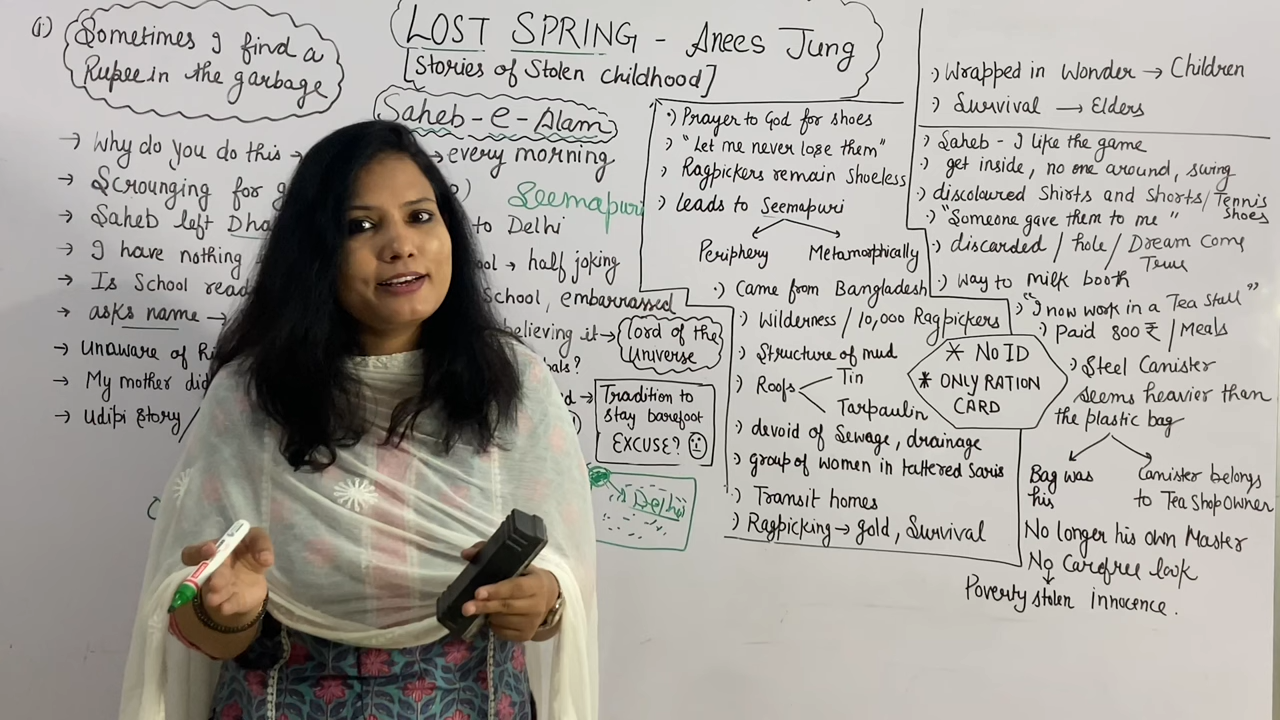 LOST SPRING - Anees Jung
[Stories of Stolen childhood]
1)
Sometimes I find a
Rupee in the garbage
Saheb-e-Alam
→ Why do you do this → → every morning
→ Scrounging for
Seemapuri
→ Saheb left to Delhi
→ I have nothing → half joking
→ Is School School, embarrassed
→ asks name → believing it → lord of the
Universe
→ Unaware of
→ My mother
→ Udipi Story /
Tradition to
stay barefoot
EXCUSE?
Delhi
·) Prayer to God for shoes
·) "Let me never lose them"
·) Ragpickers remain shoeless
·) Leads to Seemapuri
Periphery Metamorphically
·) Came from Bangladesh
·) Wilderness / 10,000 Ragpickers
·) Structure of mud
·) Roofs Tin
Tarpaulin
·) devoid of Sewage, drainage
·) group of women in tattered Saris
·) Transit homes
·) Ragpicking → gold, Survival
·) Wrapped in Wonder → Children
·) Survival → Elders
·) Saheb - I like the game
·) get inside, no one around, swing
·) discoloured Shirts and Shorts / Tennis
Shoes
·) "Someone gave them to me"
·) discarded / hole / Dream Come
True
·) way to milk booth
·) "I now work in a Tea Stall"
·) Paid 800 ₹ / Meals
* NO ID
* ONLY RATION
CARD
·) Steel Canister
seems heavier than
the plastic bag
Bag was
his
Canister belongs
to Tea Shop Owner
No longer his own Master
No Carefree look
Poverty stolen innocence.